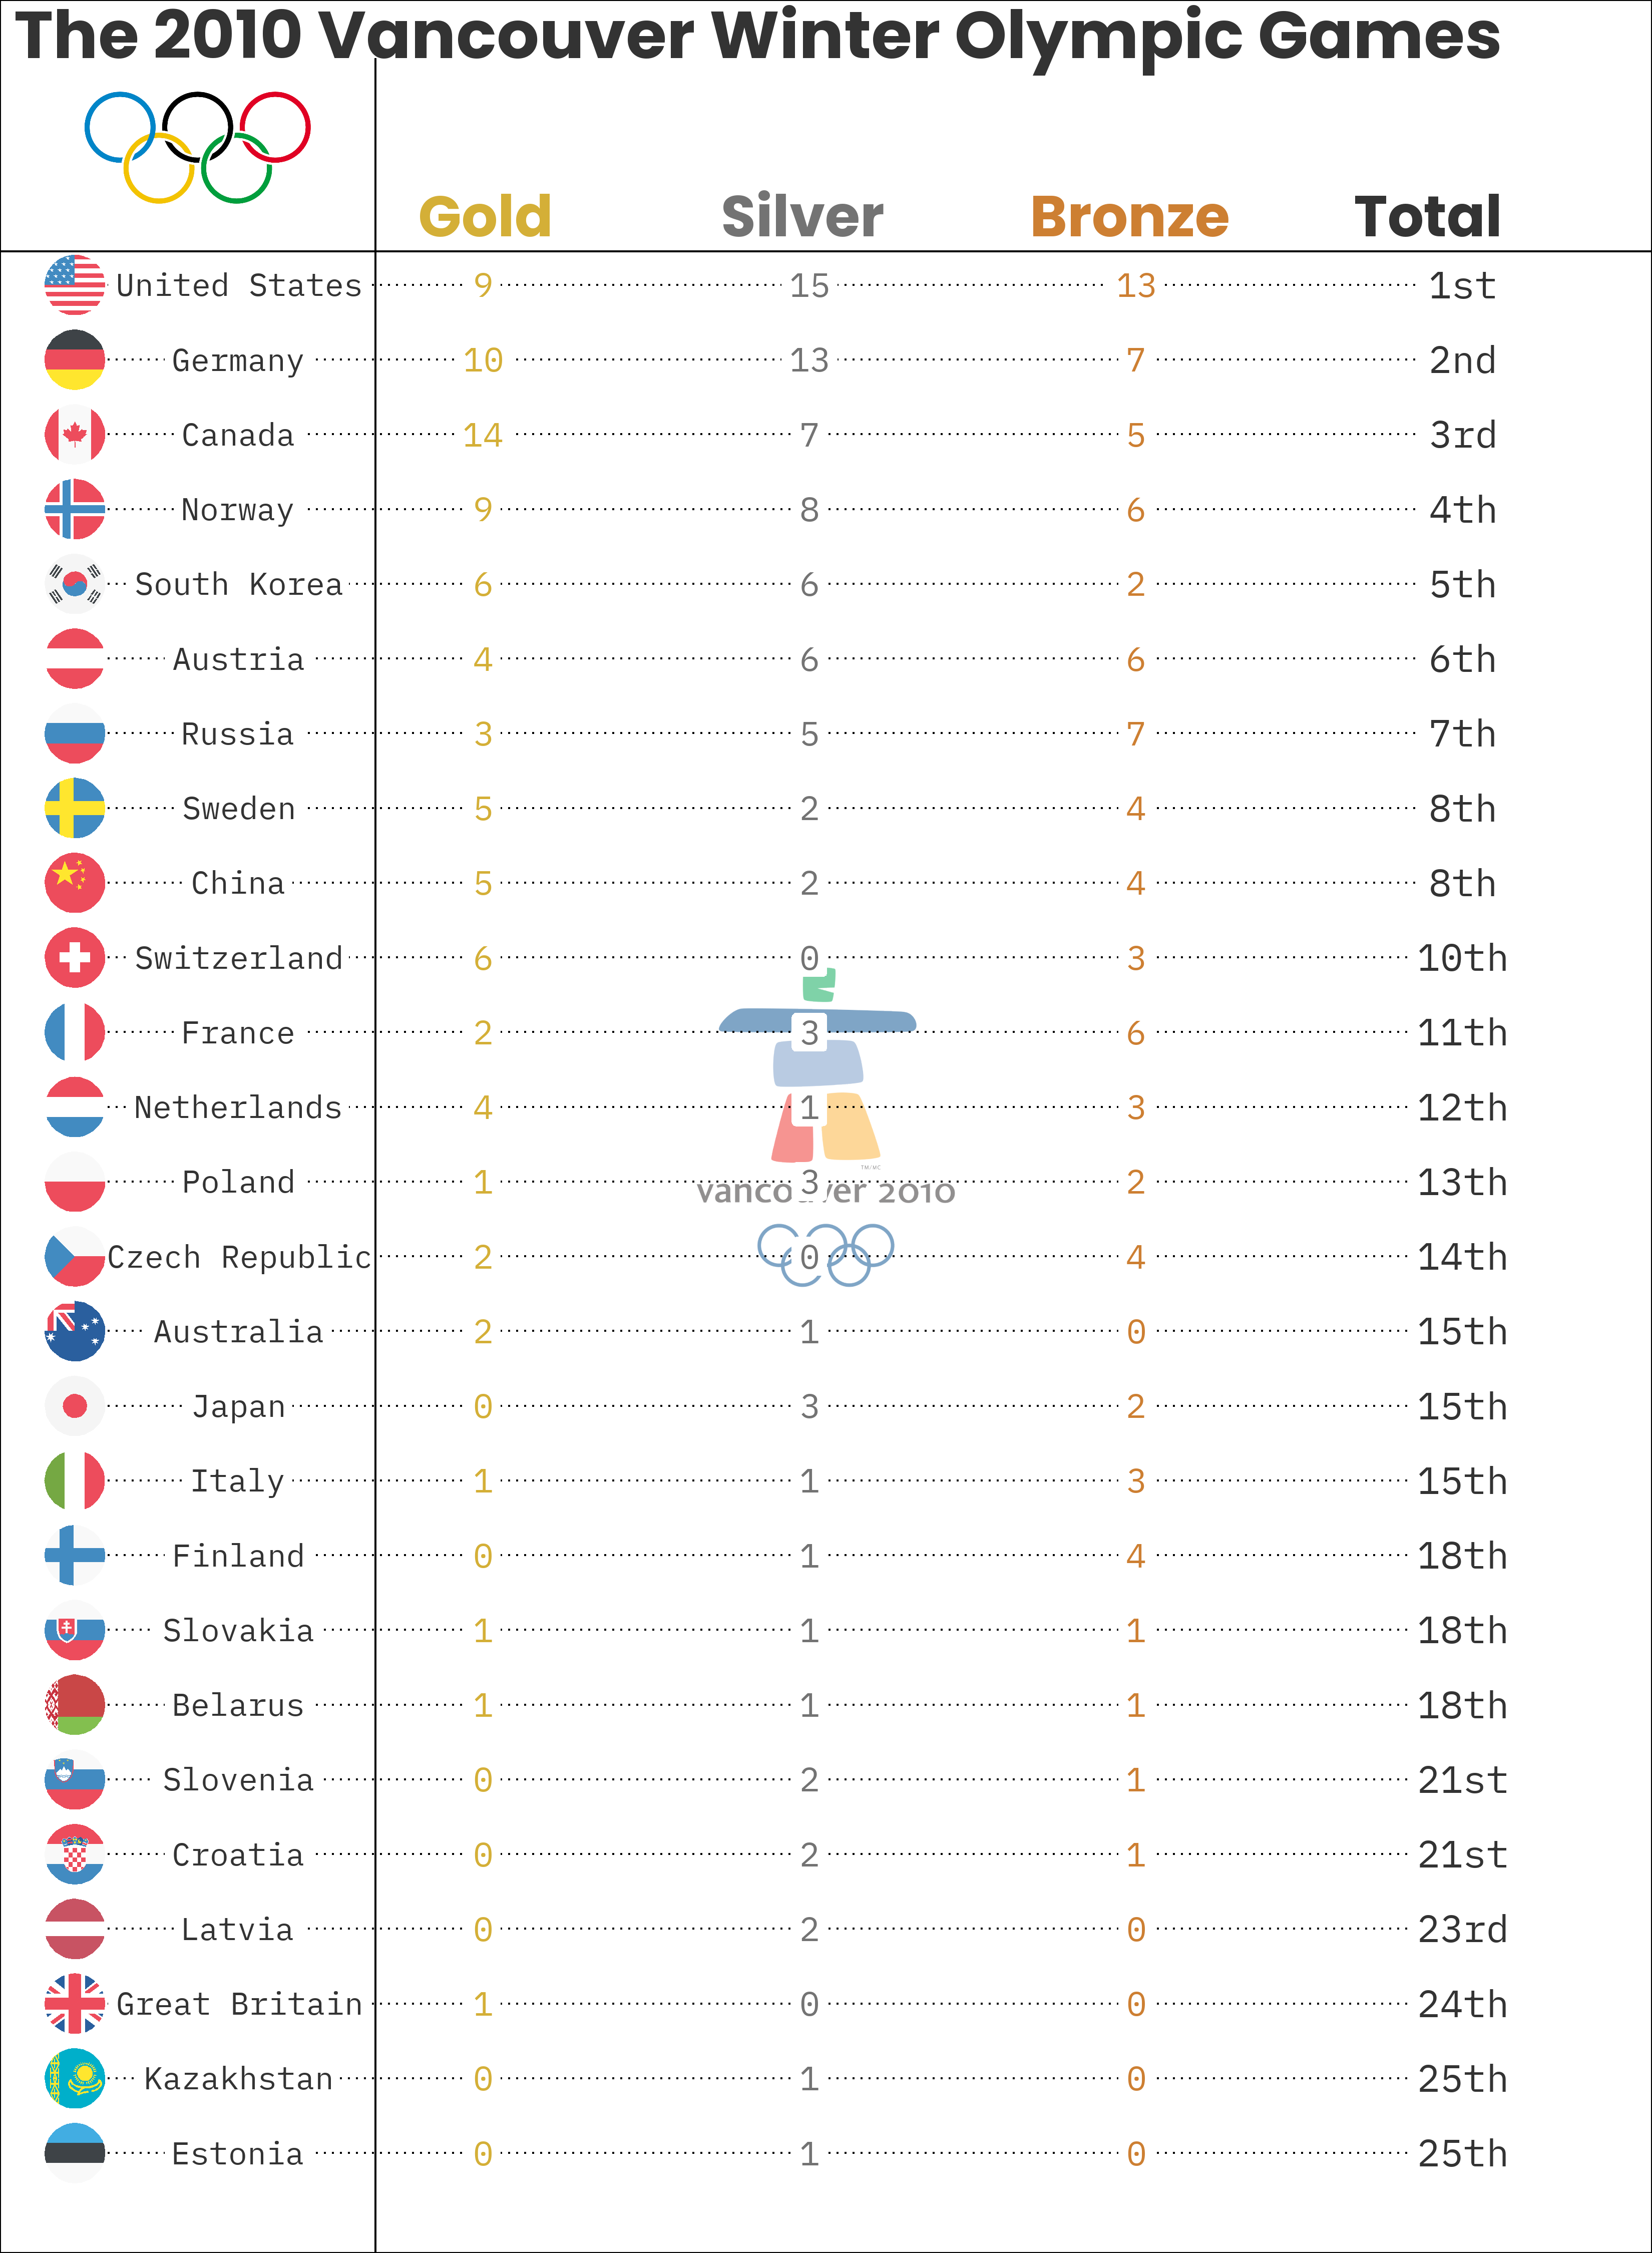 The 2010 Vancouver Winter Olympic Games
Gold Silver Bronze Total
United States 9 15 13 1st
Germany 10 13 7 2nd
Canada 14 7 5 3rd
Norway 9 8 6 4th
South Korea 6 6 2 5th
Austria 4 6 6 6th
Russia 3 5 7 7th
Sweden 5 2 4 8th
China 5 2 4 8th
Switzerland 6 0 3 10th
France 2 3 6 11th
Netherlands 4 1 3 12th
TM/MC
Poland 1 3 2 13th
vancouver 2010
Czech Republic 2 0 4 14th
Australia 2 1 0 15th
Japan 0 3 2 15th
Italy 1 1 3 15th
Finland 0 1 4 18th
Slovakia 1 1 1 18th
Belarus 1 1 1 18th
Slovenia 0 2 1 21st
Croatia 0 2 1 21st
Latvia 0 2 0 23rd
Great Britain 1 0 0 24th
Kazakhstan 0 1 0 25th
Estonia 0 1 0 25th